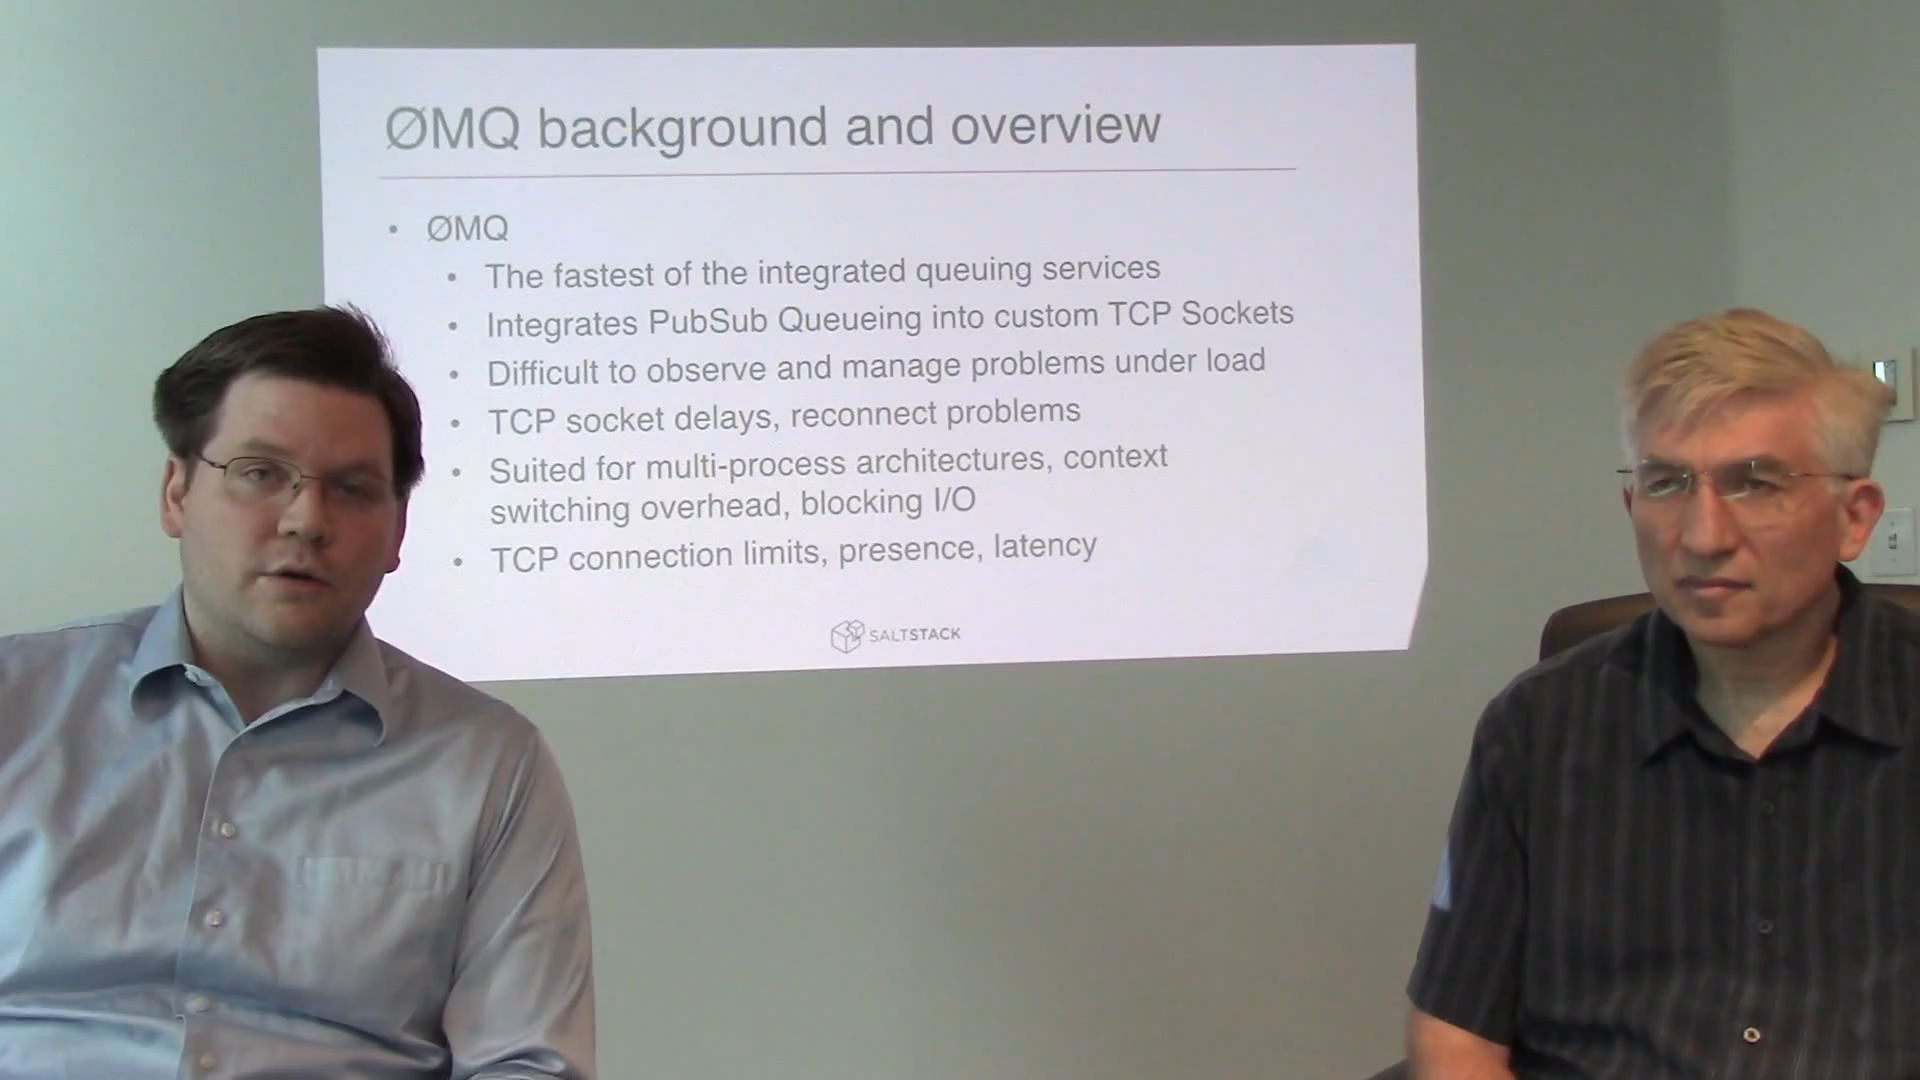 ØMQ background and overview
• ØMQ
• The fastest of the integrated queuing services
• Integrates PubSub Queueing into custom TCP Sockets
• Difficult to observe and manage problems under load
• TCP socket delays, reconnect problems
• Suited for multi-process architectures, context
switching overhead, blocking I/O
• TCP connection limits, presence, latency
SALTSTACK